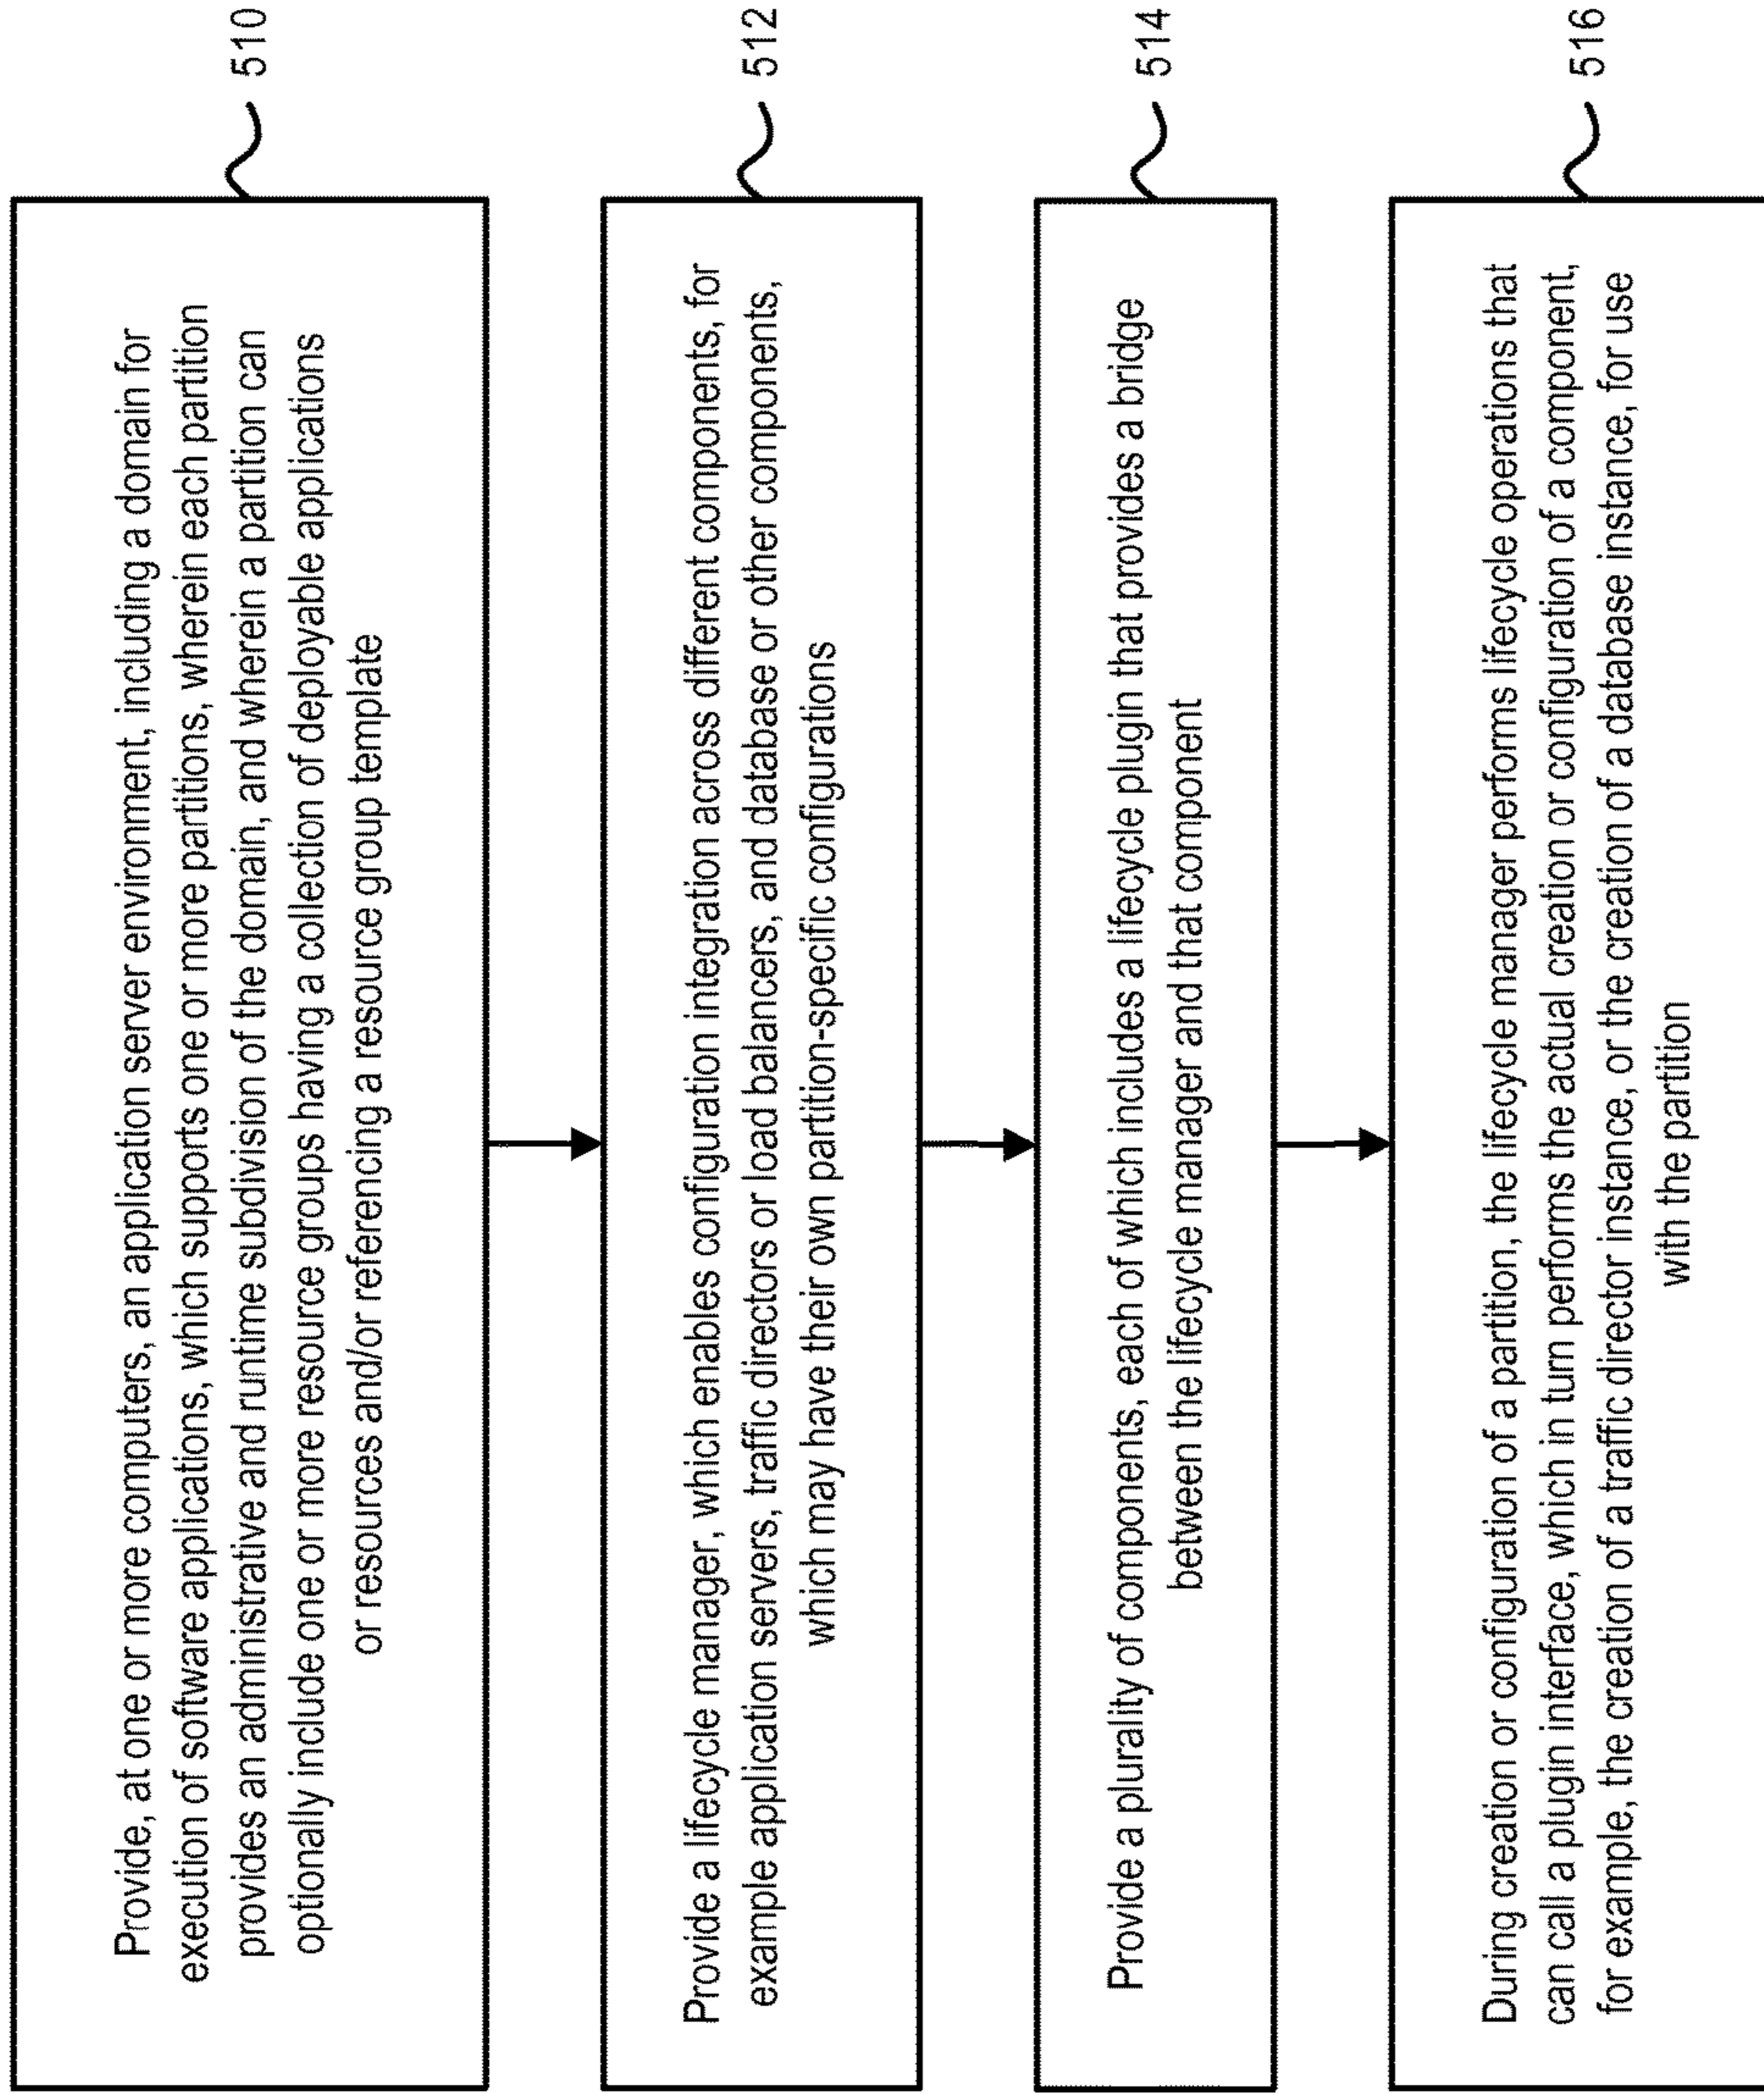 Provide, at one or more computers, an application server environment, including a domain for
execution of software applications, which supports one or more partitions, wherein each partition
provides an administrative and runtime subdivision of the domain, and wherein a partition can
optionally include one or more resource groups having a collection of deployable applications
or resources and/or referencing a resource group template
510
Provide a lifecycle manager, which enables configuration integration across different components, for
example application servers, traffic directors or load balancers, and database or other components,
which may have their own partition-specific configurations
512
Provide a plurality of components, each of which includes a lifecycle plugin that provides a bridge
between the lifecycle manager and that component
514
During creation or configuration of a partition, the lifecycle manager performs lifecycle operations that
can call a plugin interface, which in turn performs the actual creation or configuration of a component,
for example, the creation of a traffic director instance, or the creation of a database instance, for use
with the partition
516